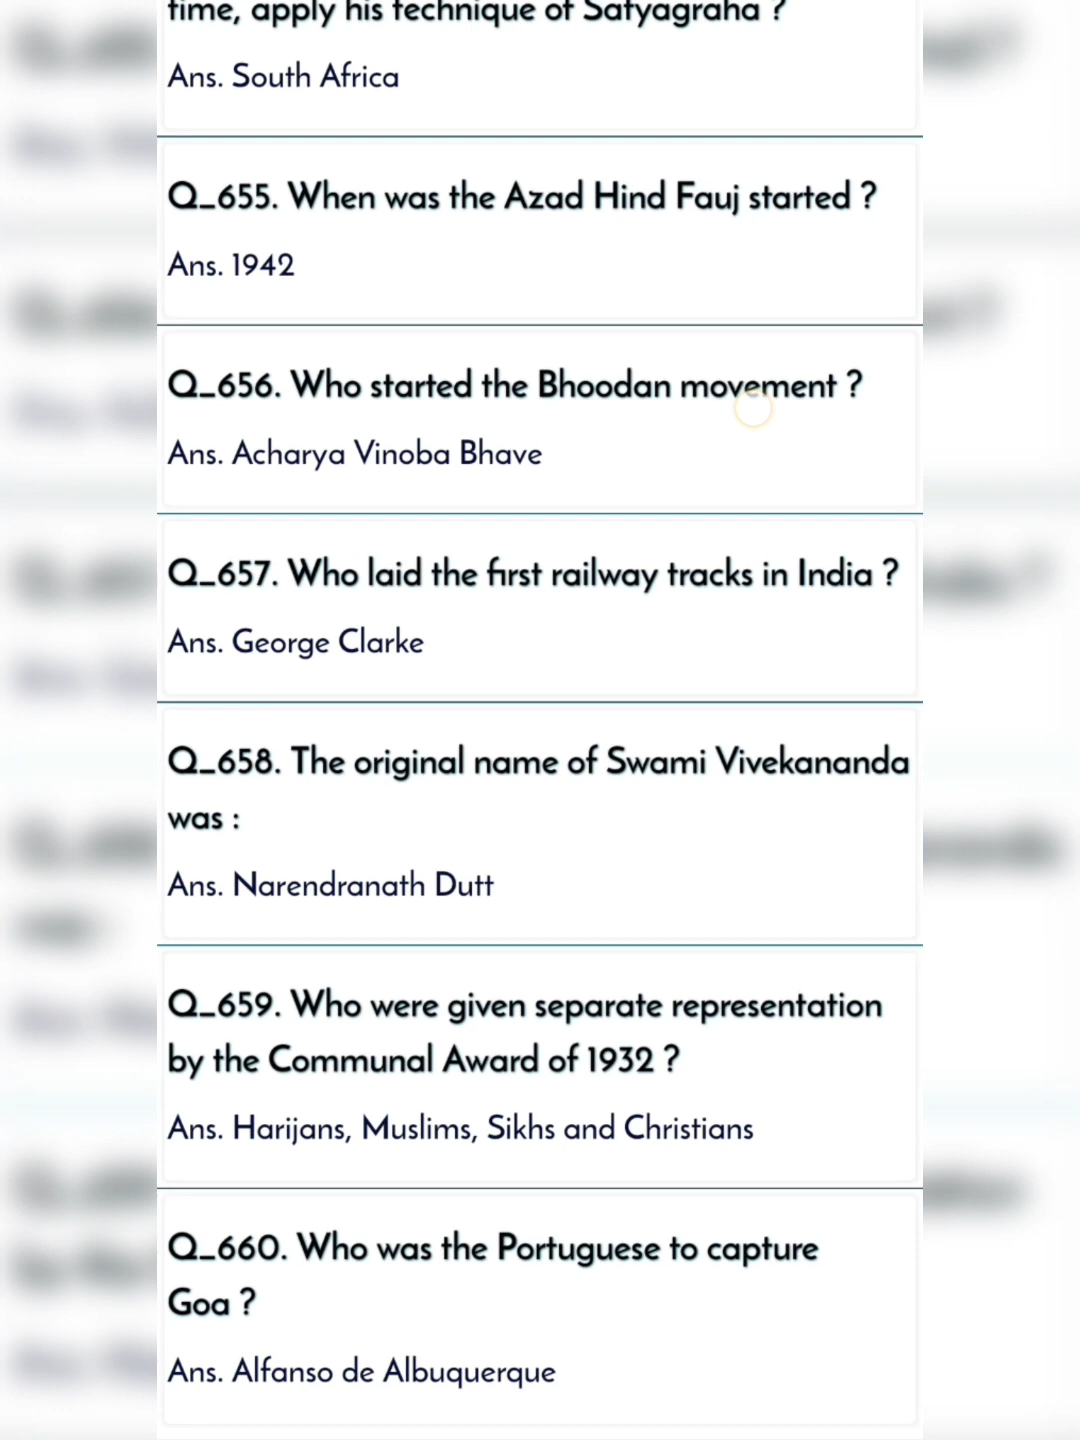 time, apply his technique of Satyagraha ?
Ans. South Africa
Q_655. When was the Azad Hind Fauj started ?
Ans. 1942
Q_656. Who started the Bhoodan movement ?
Ans. Acharya Vinoba Bhave
Q_657. Who laid the first railway tracks in India ?
Ans. George Clarke
Q_658. The original name of Swami Vivekananda
was :
Ans. Narendranath Dutt
Q_659. Who were given separate representation
by the Communal Award of 1932 ?
Ans. Harijans, Muslims, Sikhs and Christians
Q_660. Who was the Portuguese to capture
Goa ?
Ans. Alfanso de Albuquerque